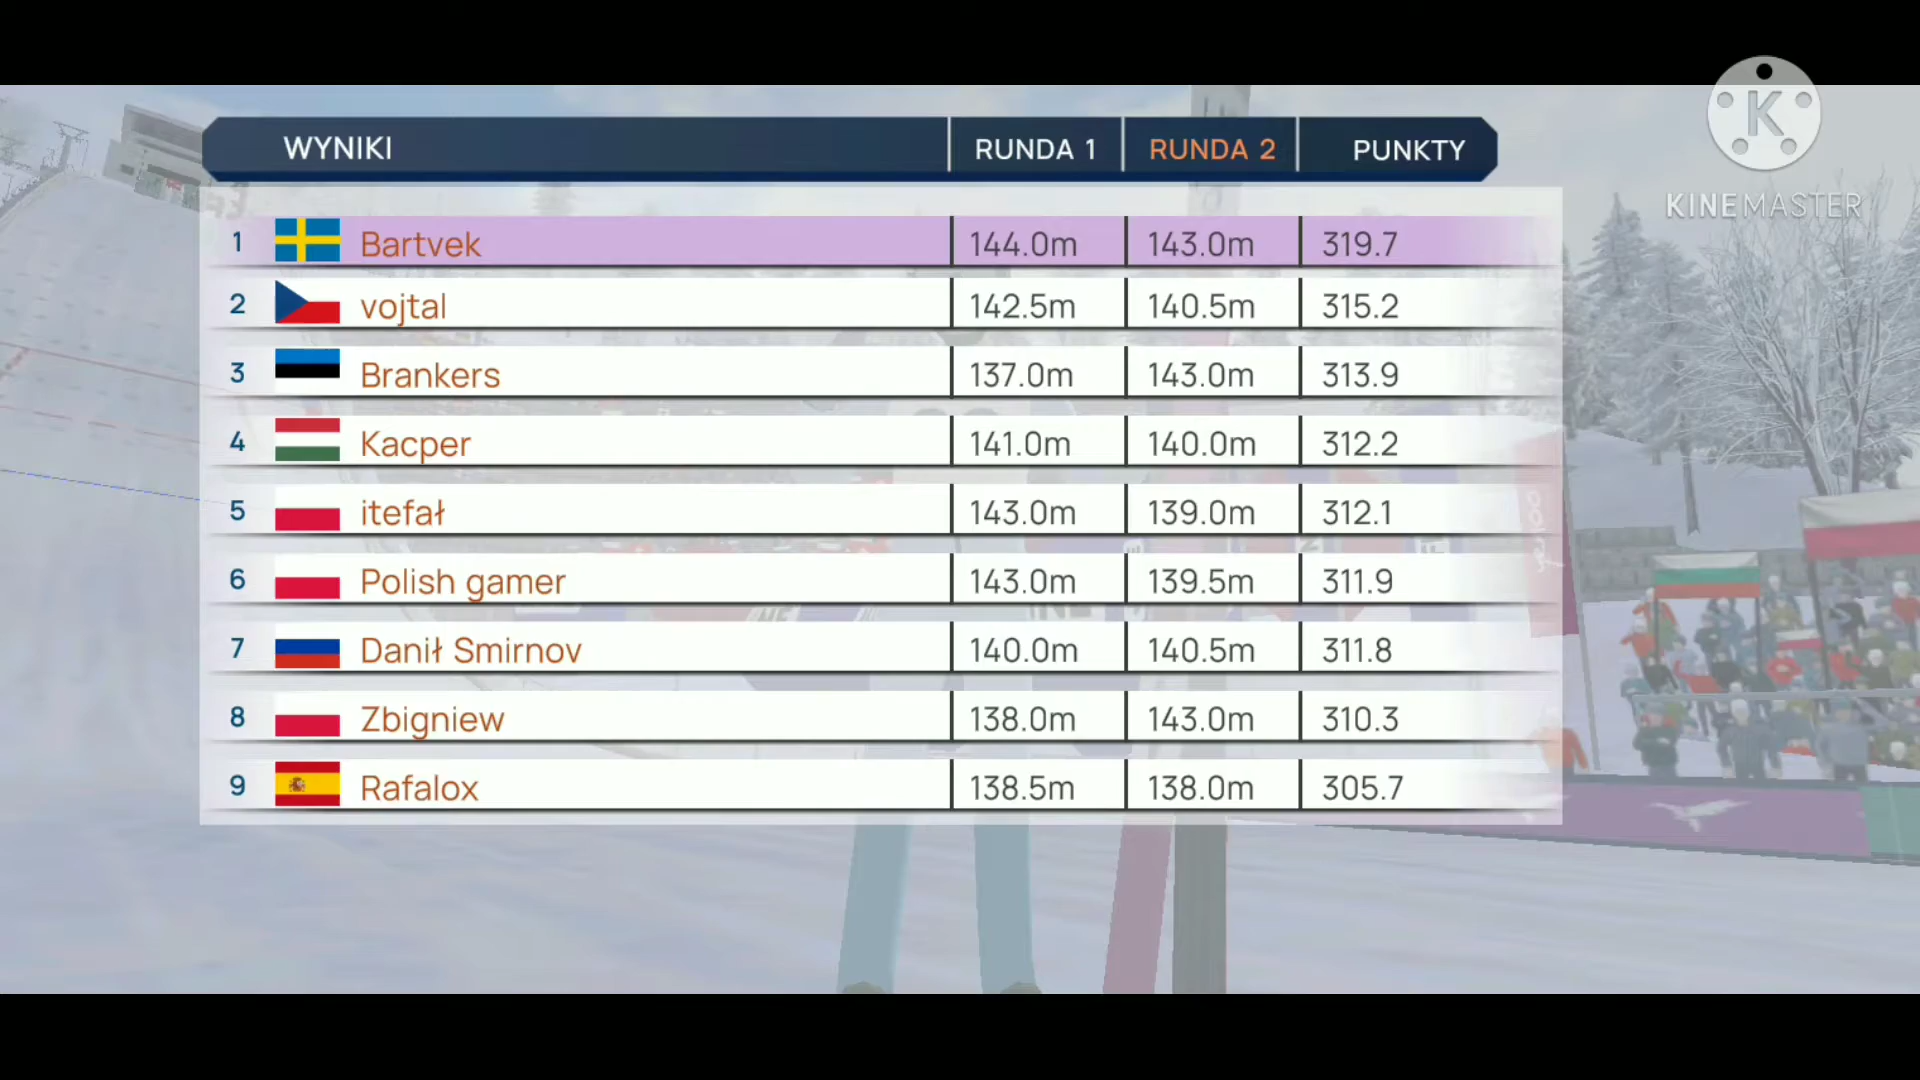 KINEMASTER
WYNIKI RUNDA 1 RUNDA 2 PUNKTY
1 Bartvek 144.0m 143.0m 319.7
2 vojtal 142.5m 140.5m 315.2
3 Brankers 137.0m 143.0m 313.9
4 Kacper 141.0m 140.0m 312.2
5 itefał 143.0m 139.0m 312.1
6 Polish gamer 143.0m 139.5m 311.9
7 Danił Smirnov 140.0m 140.5m 311.8
8 Zbigniew 138.0m 143.0m 310.3
9 Rafalox 138.5m 138.0m 305.7